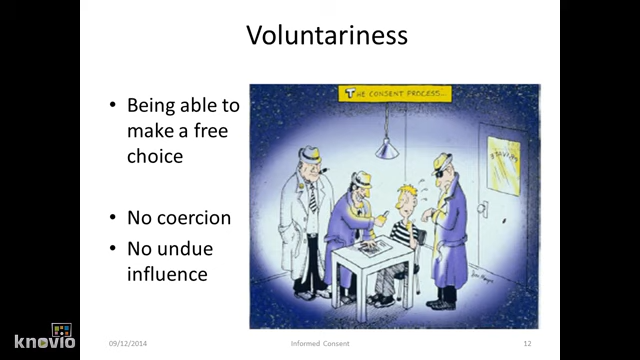 Voluntariness
• Being able to
make a free
choice
• No coercion
• No undue
influence
THE CONSENT PROCESS...
knovio
09/12/2014
Informed Consent
12